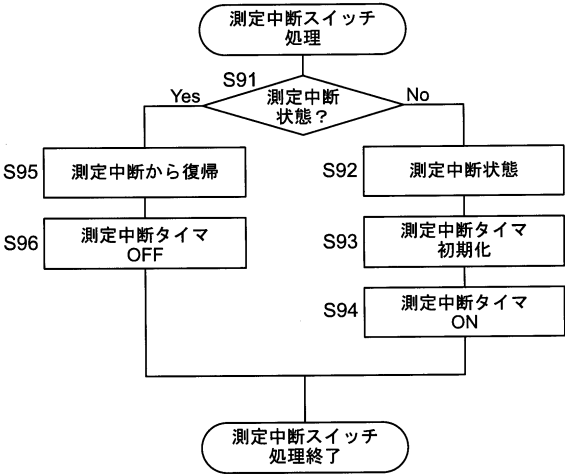 測定中断スイッチ
処理
S91
測定中断
状態？
Yes
No
S95
測定中断から復帰
S96
測定中断タイマ
OFF
S92
測定中断状態
S93
測定中断タイマ
初期化
S94
測定中断タイマ
ON
測定中断スイッチ
処理終了